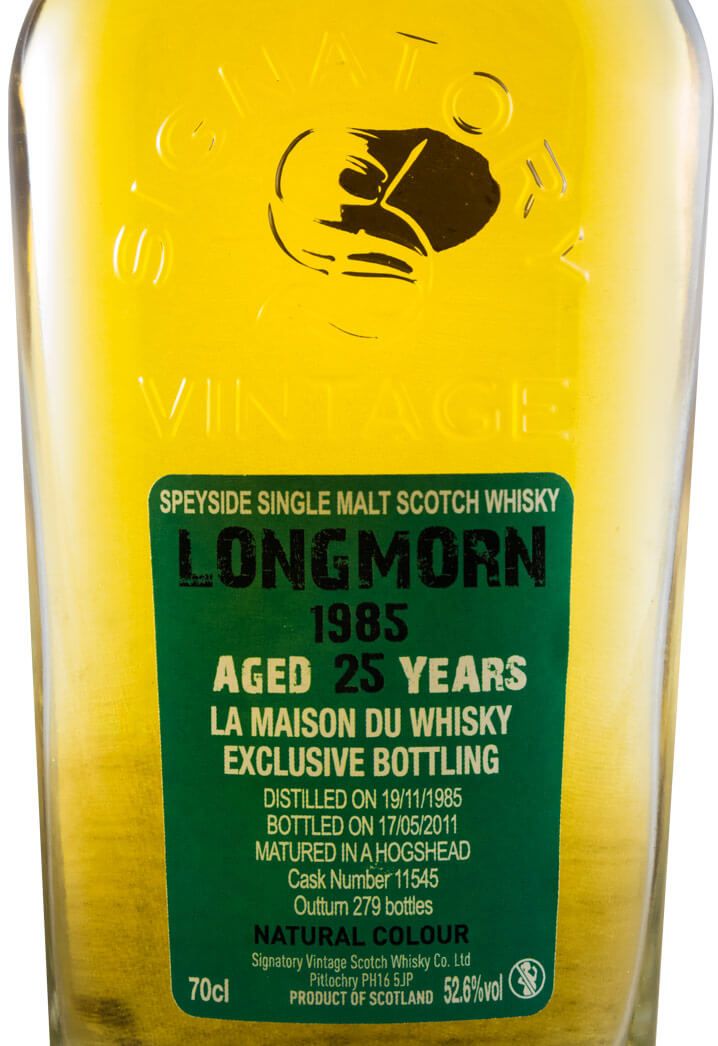 SIGNATORY
VINTAGE
SPEYSIDE SINGLE MALT SCOTCH WHISKY
LONGMORN
1985
AGED 25 YEARS
LA MAISON DU WHISKY
EXCLUSIVE BOTTLING
DISTILLED ON 19/11/1985
BOTTLED ON 17/05/2011
MATURED IN A HOGSHEAD
Cask Number 11545
Outturn 279 bottles
NATURAL COLOUR
Signatory Vintage Scotch Whisky Co. Ltd
Pitlochry PH16 5JP
70cl PRODUCT OF SCOTLAND 52.6%vol